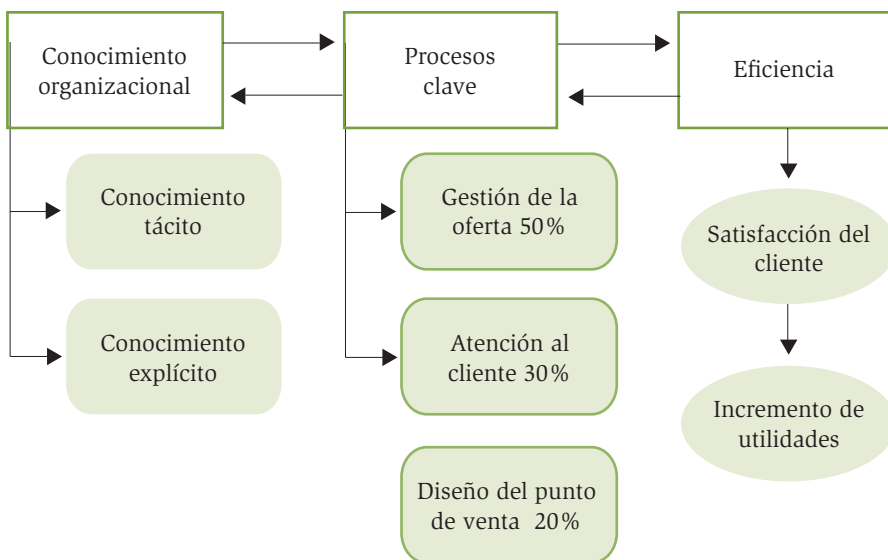 Conocimiento
organizacional
Procesos
clave
Eficiencia
Conocimiento
tácito
Gestión de la
oferta 50%
Satisfacción del
cliente
Conocimiento
explícito
Atención al
cliente 30%
Incremento de
utilidades
Diseño del punto
de venta 20%